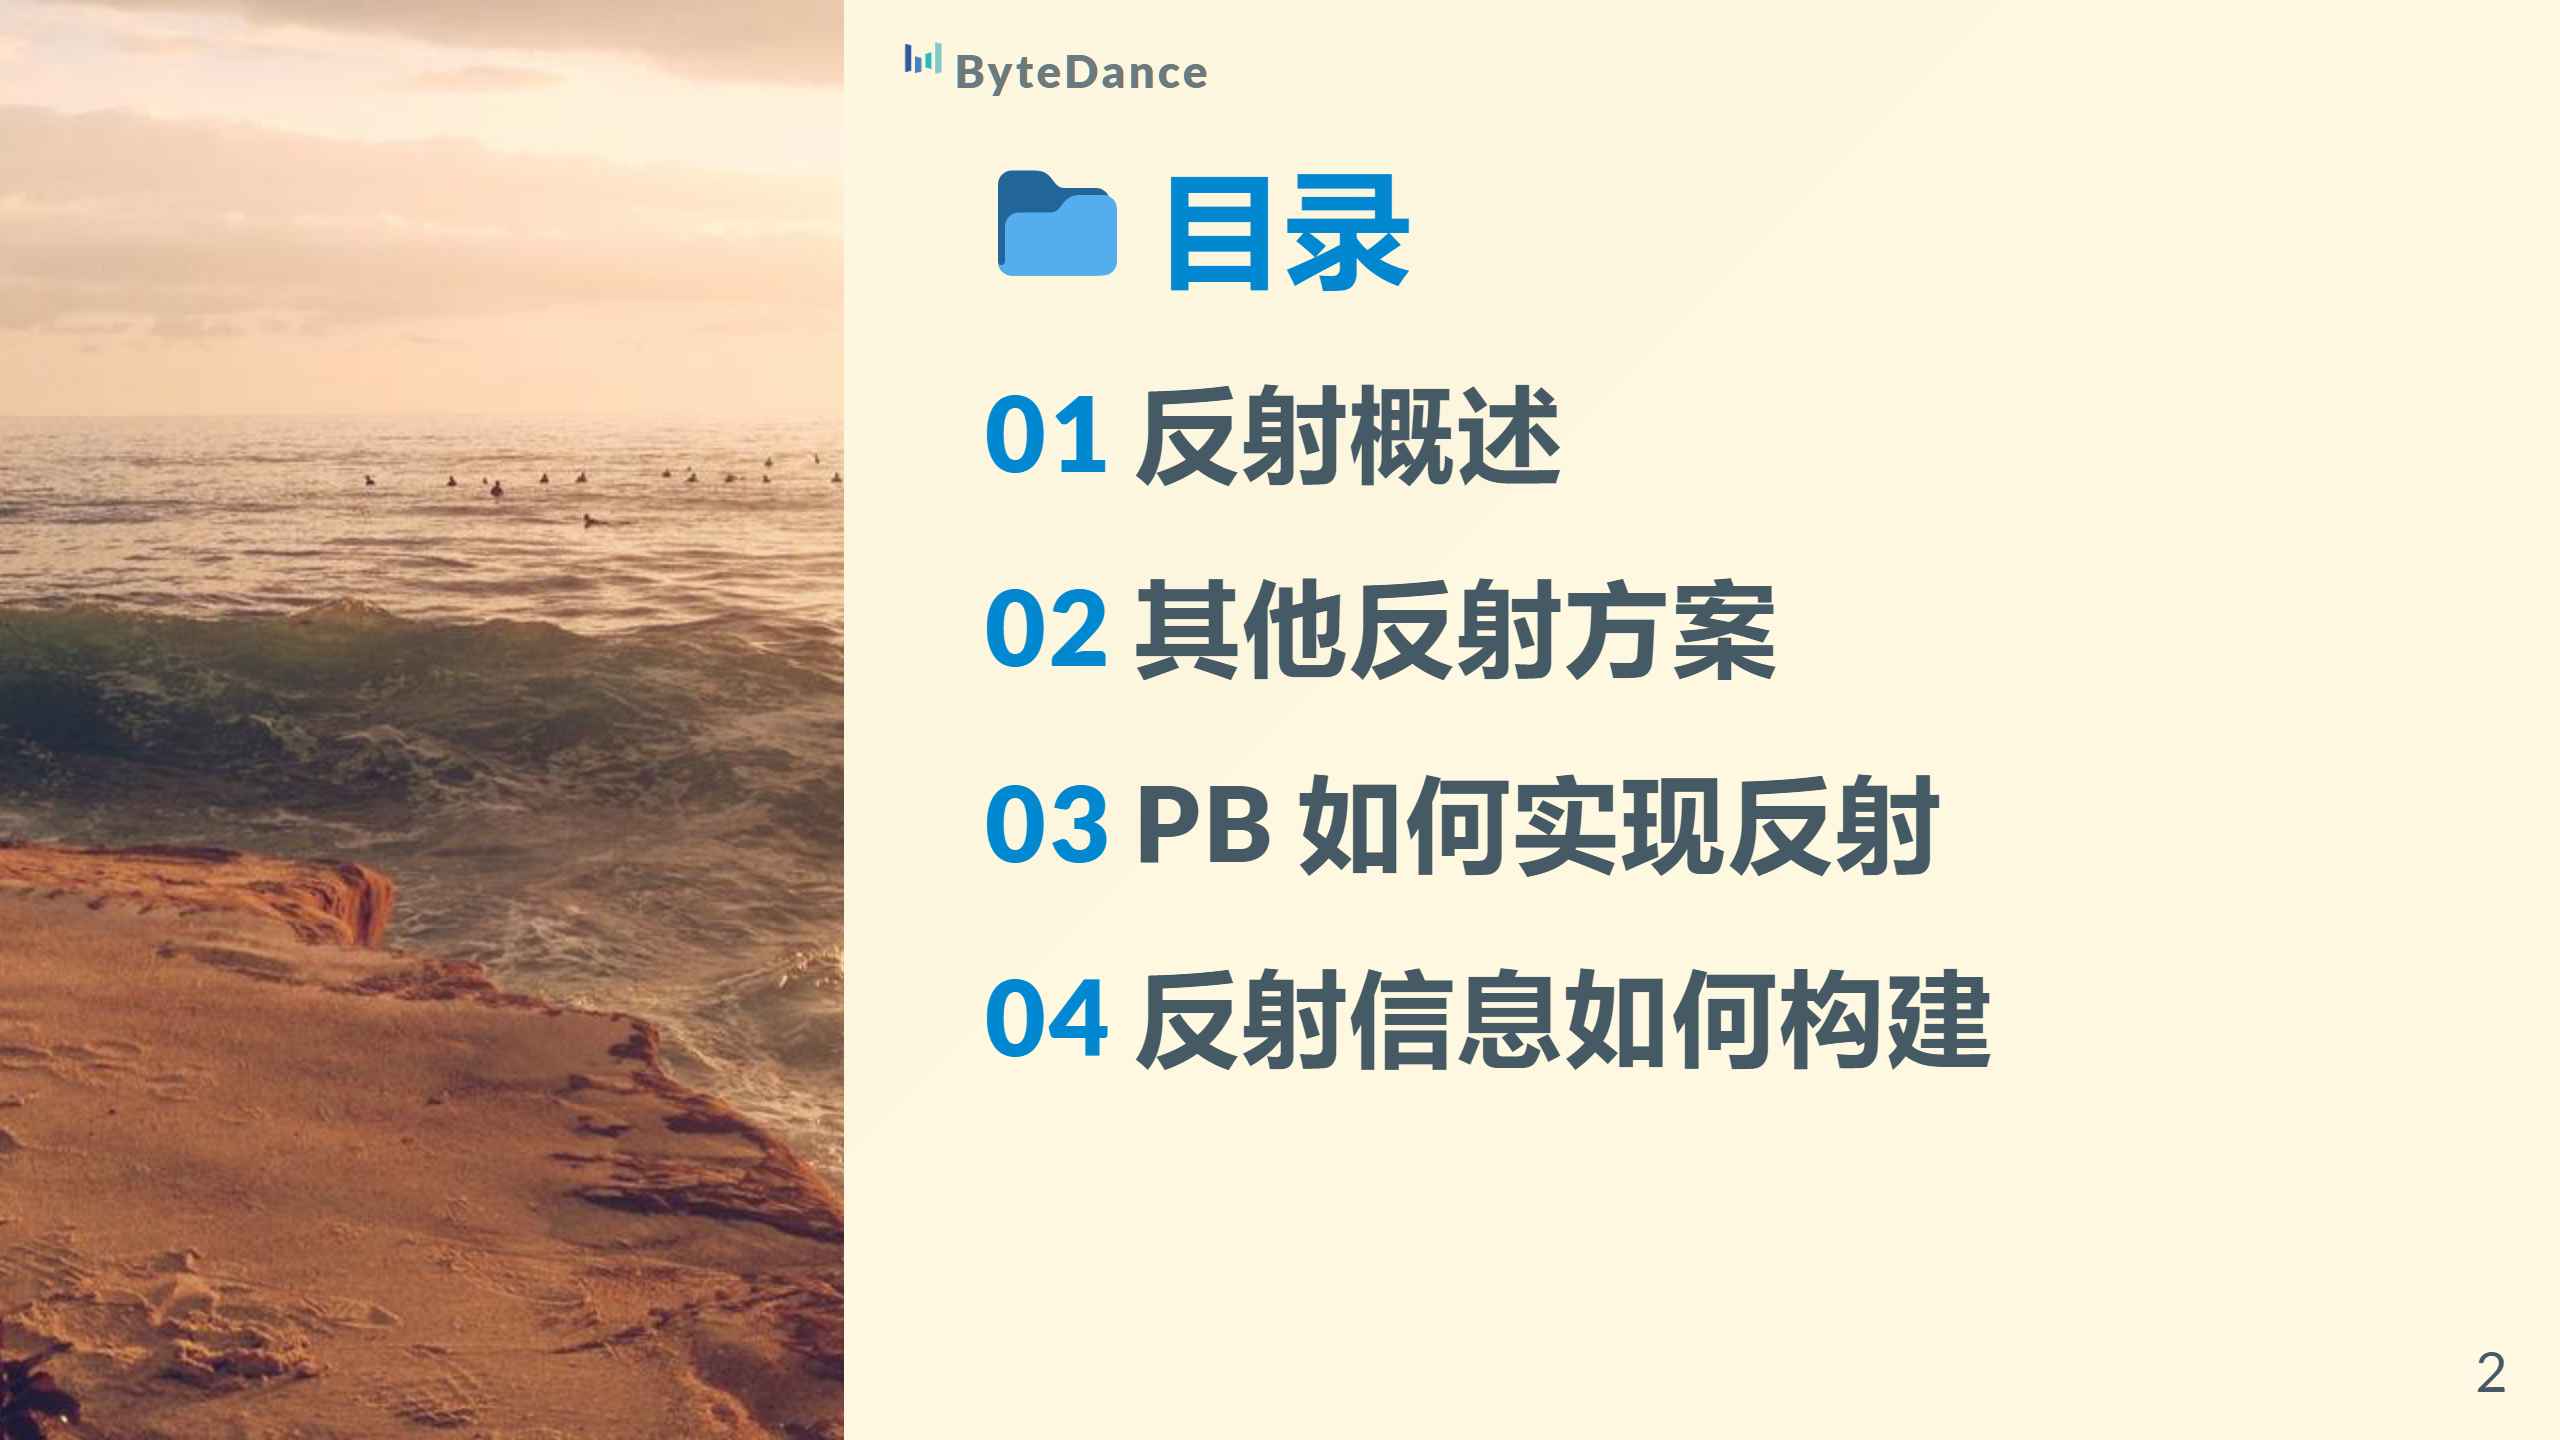 ByteDance
目录
01 反射概述
02 其他反射方案
03 PB 如何实现反射
04 反射信息如何构建
2